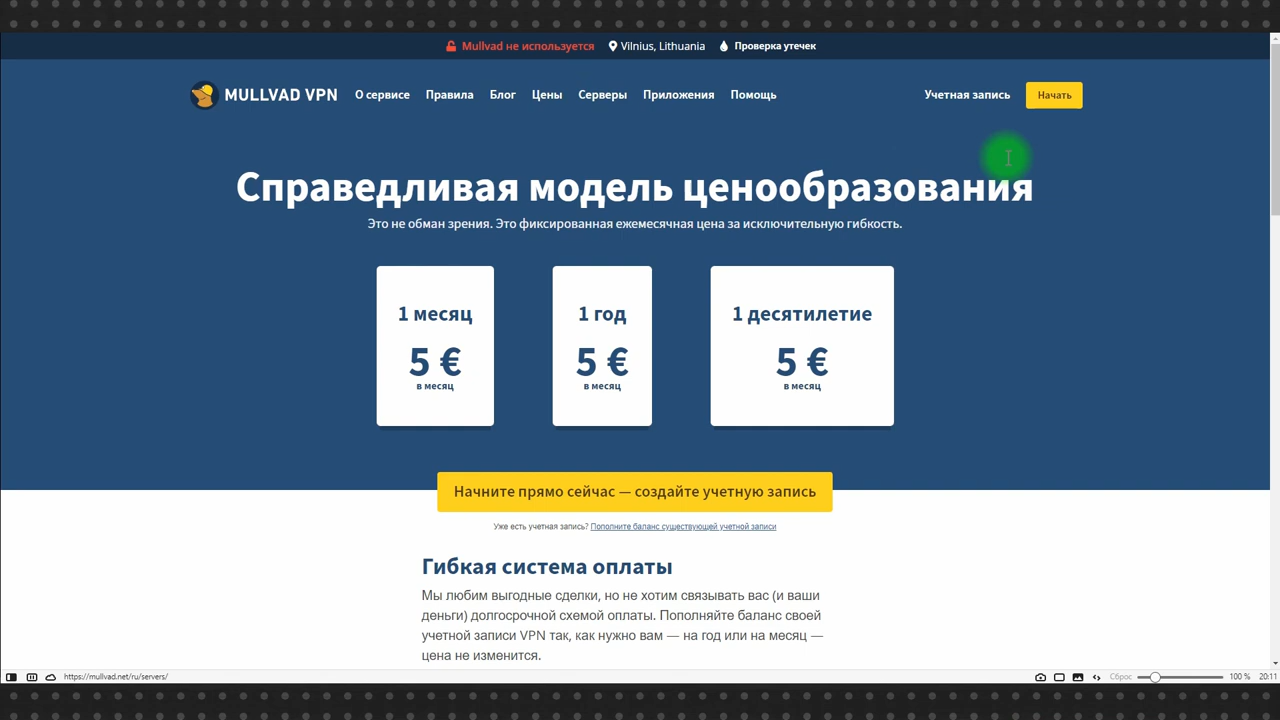 Mullvad не используется Vilnius, Lithuania Проверка утечек
MULLVAD VPN О сервисе Правила Блог Цены Серверы Приложения Помощь Учетная запись Начать
Справедливая модель ценообразования
Это не обман зрения. Это фиксированная ежемесячная цена за исключительную гибкость.
1 месяц
5 €
в месяц
1 год
5 €
в месяц
1 десятилетие
5 €
в месяц
Начните прямо сейчас — создайте учетную запись
Уже есть учетная запись? Пополните баланс существующей учетной записи
Гибкая система оплаты
Мы любим выгодные сделки, но не хотим связывать вас (и ваши
деньги) долгосрочной схемой оплаты. Пополняйте баланс своей
учетной записи VPN так, как нужно вам — на год или на месяц —
цена не изменится.
https://mullvad.net/ru/servers/ Сброс 100 % 20:11